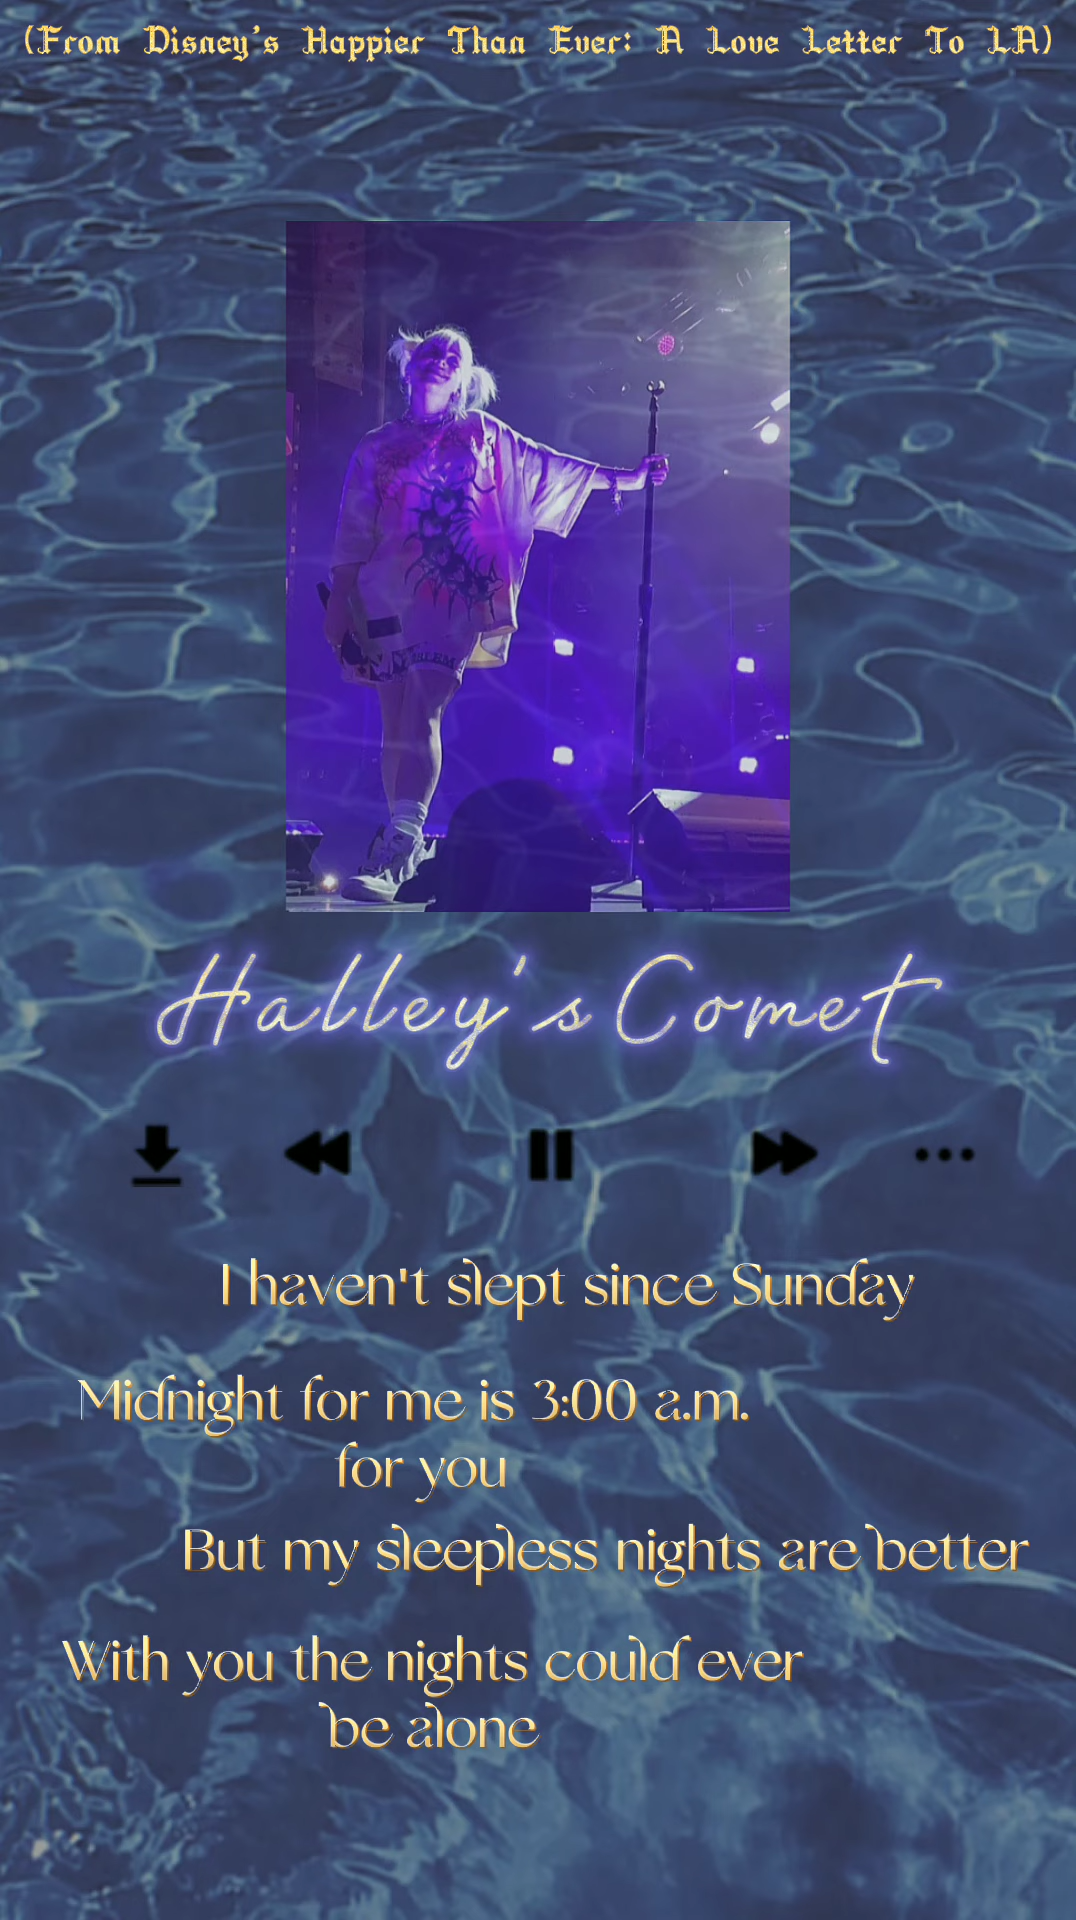 (From Disney's Happier Than Ever: A Love Letter To LA)
Halley's Comet
I haven't slept since Sunday
Midnight for me is 3:00 a.m.
for you
But my sleepless nights are better
With you the nights could ever
be alone